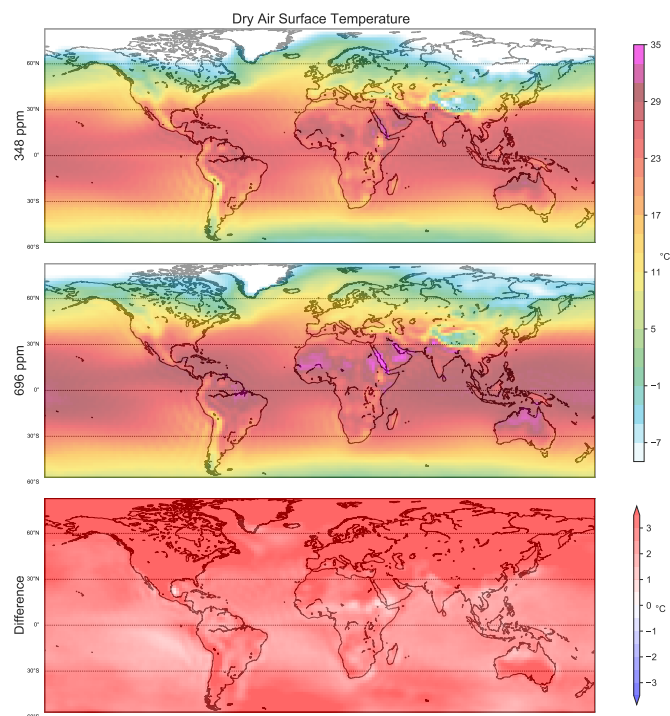 Dry Air Surface Temperature
348 ppm
60°N
30°N
0°
30°S
60°S
696 ppm
60°N
30°N
0°
30°S
60°S
Difference
60°N
30°N
0°
30°S
35
29
23
17
°C
11
5
−1
−7
3
2
1
0 °C
−1
−2
−3